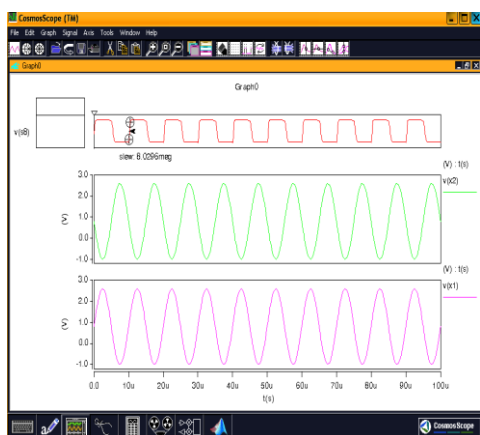 CosmosScope (TM)
File Edit Graph Signal Axis Tools Window Help
Graph0
Graph0
v(s8)
slew: 8.0296meg
(V) : t(s)
v(x2)
3.0
2.0
1.0
0.0
-1.0
(V)
(V) : t(s)
v(x1)
3.0
2.0
1.0
0.0
-1.0
(V)
0.0 10u 20u 30u 40u 50u 60u 70u 80u 90u 100u
t(s)
CosmosScope